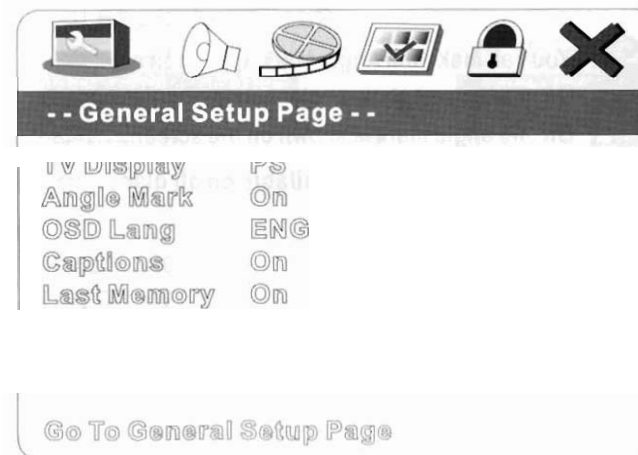 - - General Setup Page - -
TV Display PS
Angle Mark On
OSD Lang ENG
Captions On
Last Memory On
Go To General Setup Page